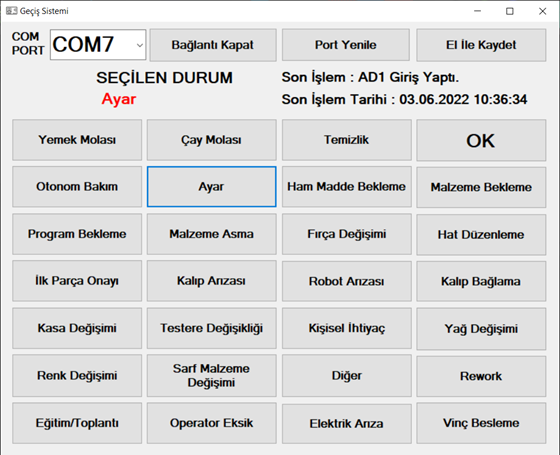 Geçiş Sistemi
COM PORT COM7 Bağlantı Kapat Port Yenile El İle Kaydet
SEÇİLEN DURUM Son İşlem : AD1 Giriş Yaptı.
Ayar Son İşlem Tarihi : 03.06.2022 10:36:34
Yemek Molası Çay Molası Temizlik OK
Otonom Bakım Ayar Ham Madde Bekleme Malzeme Bekleme
Program Bekleme Malzeme Asma Fırça Değişimi Hat Düzenleme
İlk Parça Onayı Kalıp Arızası Robot Arızası Kalıp Bağlama
Kasa Değişimi Testere Değişikliği Kişisel İhtiyaç Yağ Değişimi
Renk Değişimi Sarf Malzeme Değişimi Diğer Rework
Eğitim/Toplantı Operator Eksik Elektrik Arıza Vinç Besleme